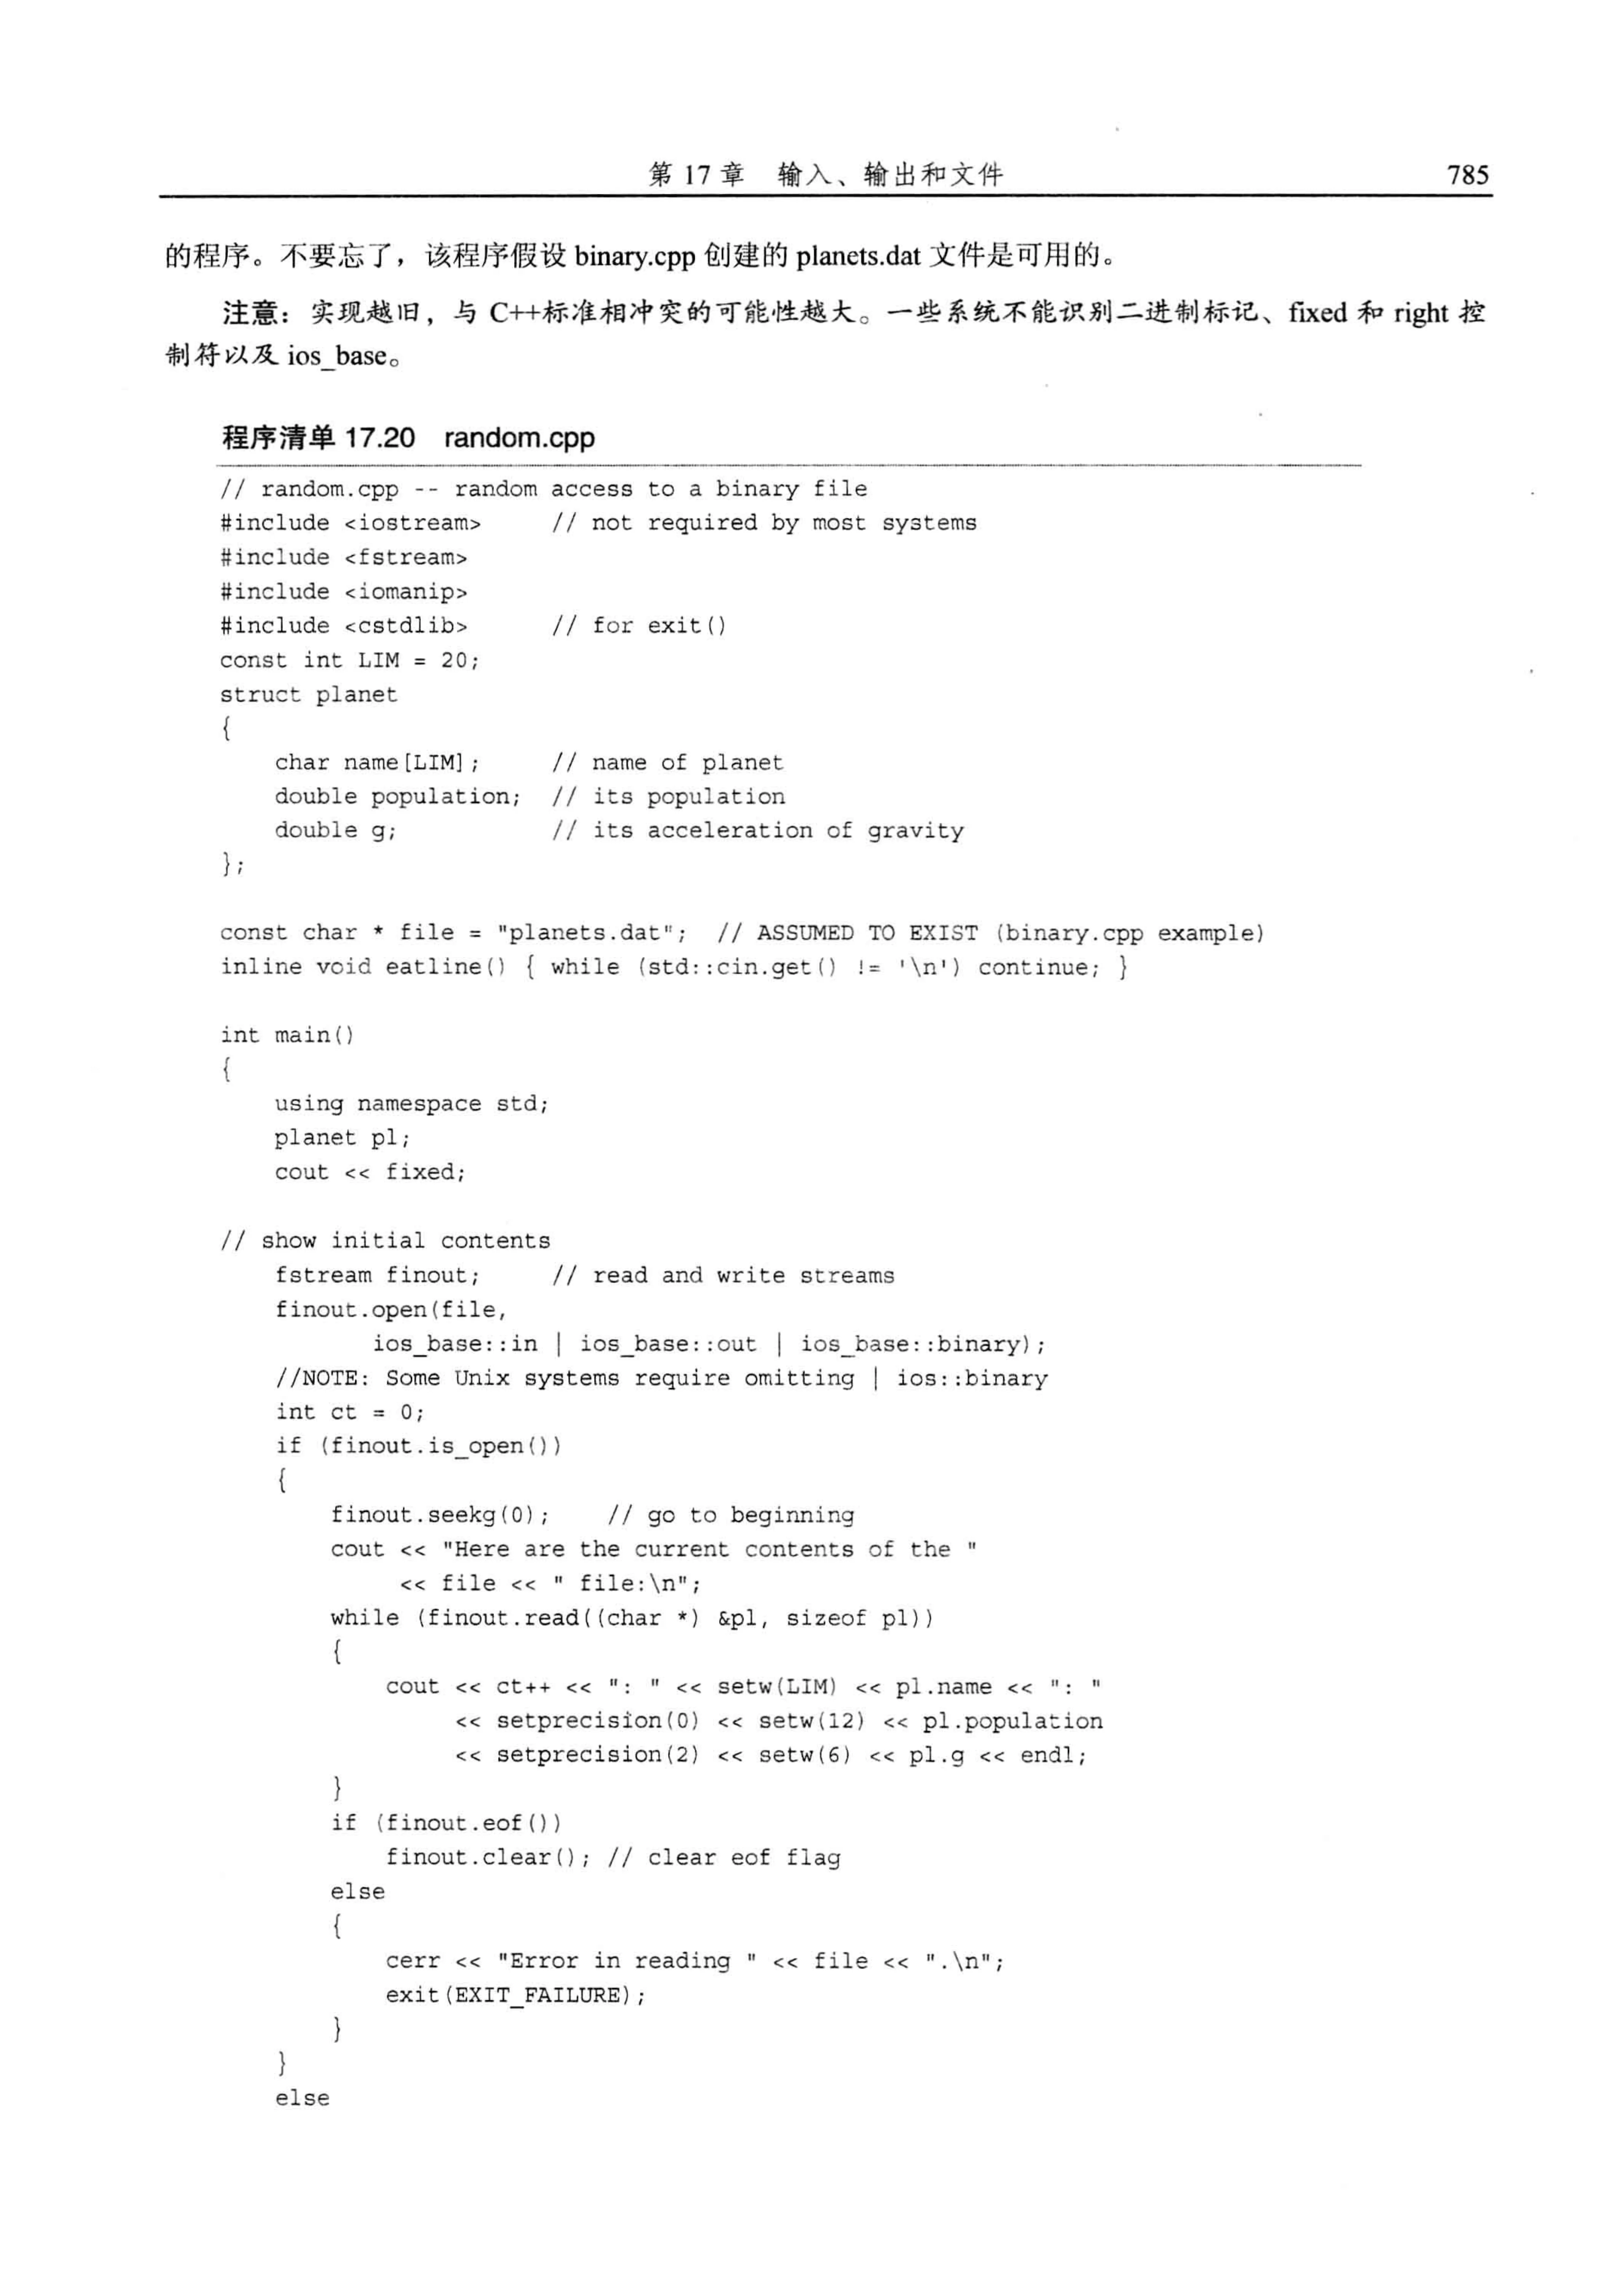 第 17 章 输入、输出和文件 785
的程序。不要忘了，该程序假设 binary.cpp 创建的 planets.dat 文件是可用的。
注意：实现越旧，与 C++标准相冲突的可能性越大。一些系统不能识别二进制标记、fixed 和 right 控
制符以及 ios_base。
程序清单 17.20 random.cpp
// random.cpp -- random access to a binary file
#include <iostream>     // not required by most systems
#include <fstream>
#include <iomanip>
#include <cstdlib>      // for exit()
const int LIM = 20;
struct planet
{
    char name[LIM];     // name of planet
    double population;  // its population
    double g;           // its acceleration of gravity
};
const char * file = "planets.dat";  // ASSUMED TO EXIST (binary.cpp example)
inline void eatline() { while (std::cin.get() != '\n') continue; }
int main()
{
    using namespace std;
    planet pl;
    cout << fixed;
// show initial contents
    fstream finout;     // read and write streams
    finout.open(file,
           ios_base::in | ios_base::out | ios_base::binary);
    //NOTE: Some Unix systems require omitting | ios::binary
    int ct = 0;
    if (finout.is_open())
    {
        finout.seekg(0);    // go to beginning
        cout << "Here are the current contents of the "
             << file << " file:\n";
        while (finout.read((char *) &pl, sizeof pl))
        {
            cout << ct++ << ": " << setw(LIM) << pl.name << ": "
                 << setprecision(0) << setw(12) << pl.population
                 << setprecision(2) << setw(6) << pl.g << endl;
        }
        if (finout.eof())
            finout.clear(); // clear eof flag
        else
        {
            cerr << "Error in reading " << file << ".\n";
            exit(EXIT_FAILURE);
        }
    }
    else